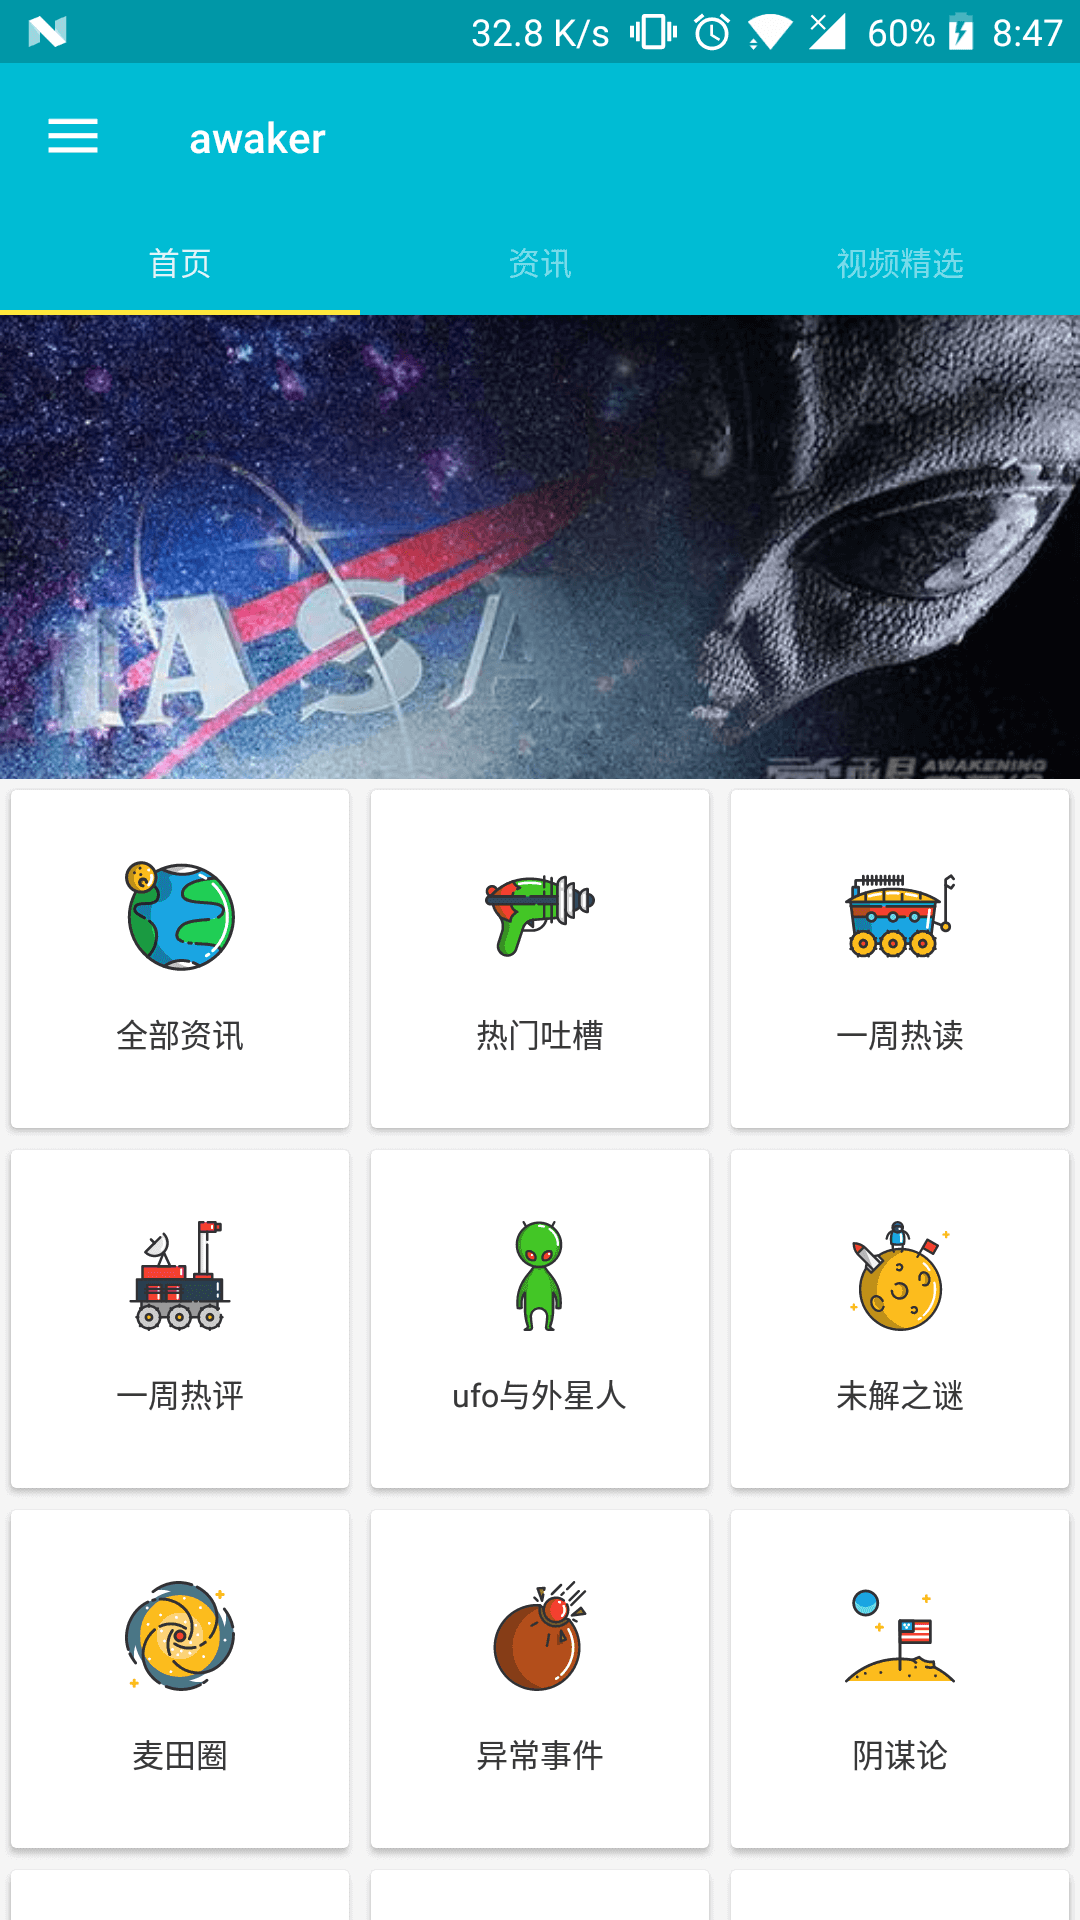 32.8 K/s 60% 8:47
awaker
首页 资讯 视频精选
ASA
AWAKENING
全部资讯 热门吐槽 一周热读
一周热评 ufo与外星人 未解之谜
麦田圈 异常事件 阴谋论